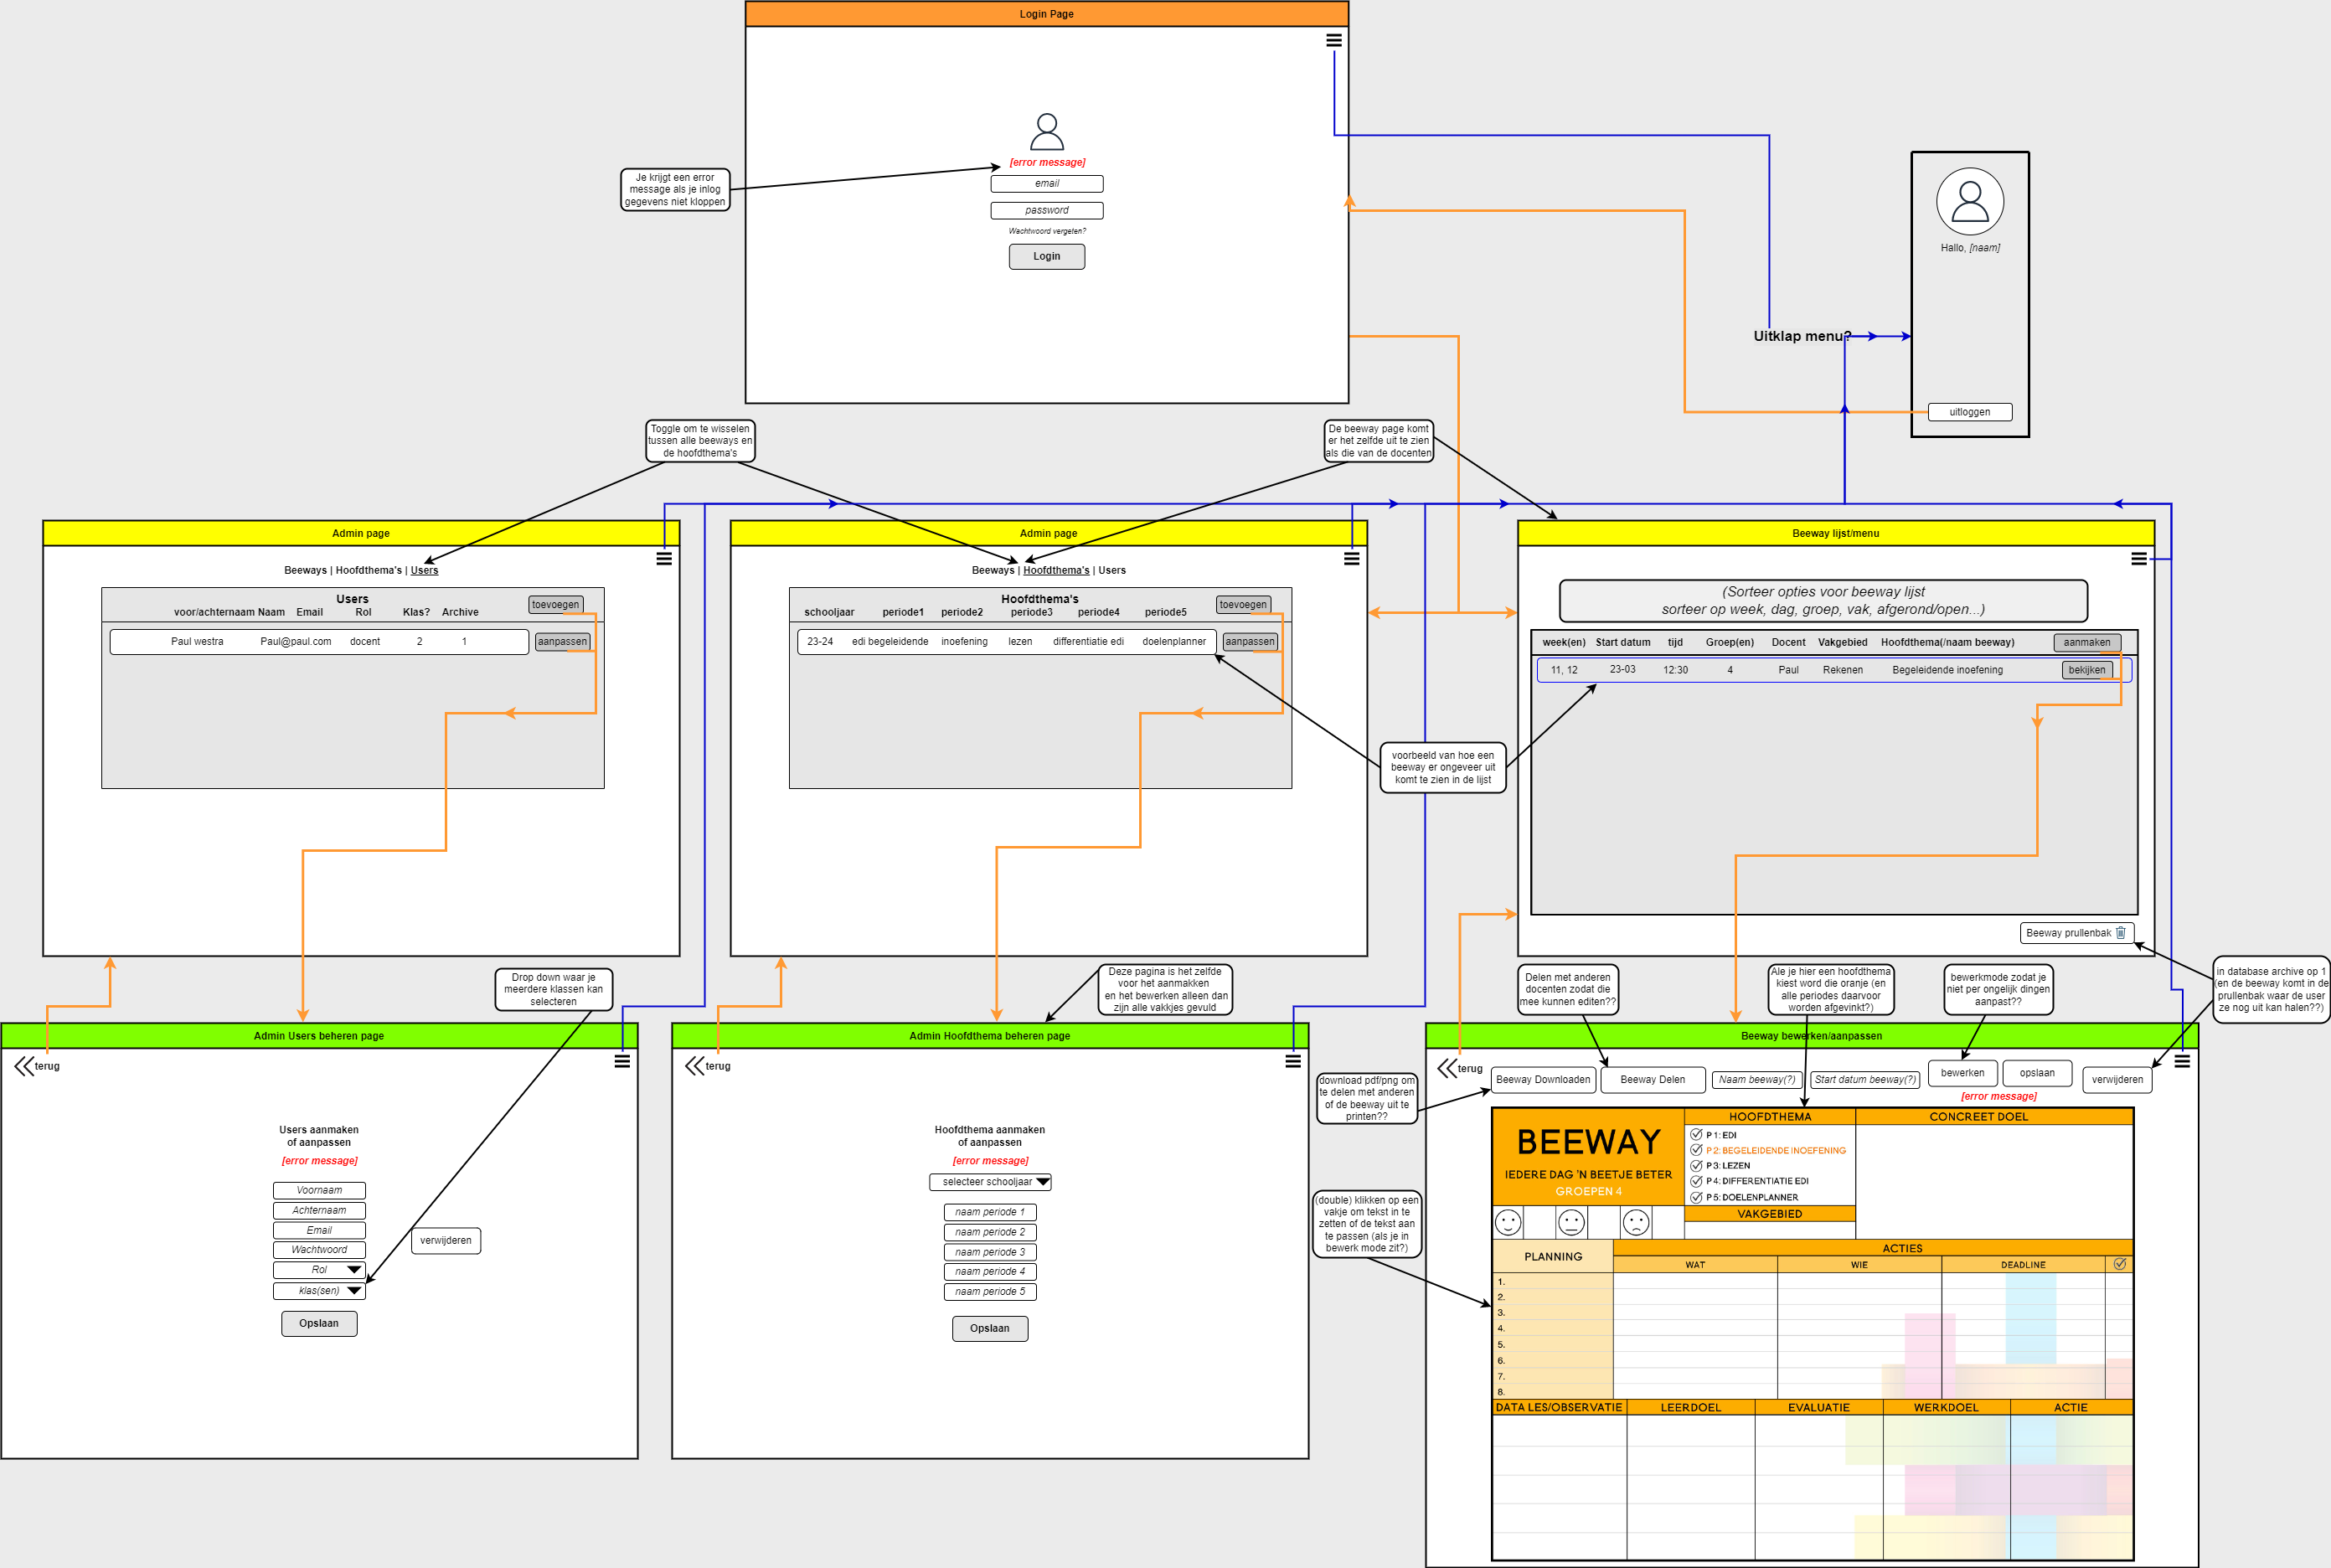 Login Page
[error message]
Je krijgt een error
message als je inlog
gegevens niet kloppen
email
password
Wachtwoord vergeten?
Login
Hallo, [naam]
Uitklap menu?
uitloggen
Toggle om te wisselen
tussen alle beeways en
de hoofdthema's
De beeway page komt
er het zelfde uit te zien
als die van de docenten
Admin page
Beeways | Hoofdthema's | Users
Users
voor/achternaam Naam Email Rol Klas? Archive
toevoegen
Paul westra Paul@paul.com docent 2 1
aanpassen
Admin page
Beeways | Hoofdthema's | Users
Hoofdthema's
schooljaar periode1 periode2 periode3 periode4 periode5
toevoegen
23-24 edi begeleidende inoefening lezen differentiatie edi doelenplanner
aanpassen
Beeway lijst/menu
(Sorteer opties voor beeway lijst
sorteer op week, dag, groep, vak, afgerond/open...)
week(en) Start datum tijd Groep(en) Docent Vakgebied Hoofdthema(/naam beeway)
aanmaken
11, 12 23-03 12:30 4 Paul Rekenen Begeleidende inoefening
bekijken
voorbeeld van hoe een
beeway er ongeveer uit
komt te zien in de lijst
Beeway prullenbak
Drop down waar je
meerdere klassen kan
selecteren
Deze pagina is het zelfde
voor het aanmakken
en het bewerken alleen dan
zijn alle vakkjes gevuld
Delen met anderen
docenten zodat die
mee kunnen editen??
Ale je hier een hoofdthema
kiest word die oranje (en
alle periodes daarvoor
worden afgevinkt?)
bewerkmode zodat je
niet per ongelijk dingen
aanpast??
in database archive op 1
(en de beeway komt in de
prullenbak waar de user
ze nog uit kan halen??)
Admin Users beheren page
terug
Users aanmaken
of aanpassen
[error message]
Voornaam
Achternaam
Email
Wachtwoord
Rol
klas(sen)
Opslaan
verwijderen
Admin Hoofdthema beheren page
terug
Hoofdthema aanmaken
of aanpassen
[error message]
selecteer schooljaar
naam periode 1
naam periode 2
naam periode 3
naam periode 4
naam periode 5
Opslaan
Beeway bewerken/aanpassen
terug
Beeway Downloaden
Beeway Delen
Naam beeway(?)
Start datum beeway(?)
bewerken
opslaan
verwijderen
[error message]
download pdf/png om
te delen met anderen
of de beeway uit te
printen??
(double) klikken op een
vakje om tekst in te
zetten of de tekst aan
te passen (als je in
bewerk mode zit?)
BEEWAY
IEDERE DAG 'N BEETJE BETER
GROEPEN 4
HOOFDTHEMA
P 1: EDI
P 2: BEGELEIDENDE INOEFENING
P 3: LEZEN
P 4: DIFFERENTIATIE EDI
P 5: DOELENPLANNER
VAKGEBIED
CONCREET DOEL
PLANNING
ACTIES
WAT WIE DEADLINE
1.
2.
3.
4.
5.
6.
7.
8.
DATA LES/OBSERVATIE LEERDOEL EVALUATIE WERKDOEL ACTIE